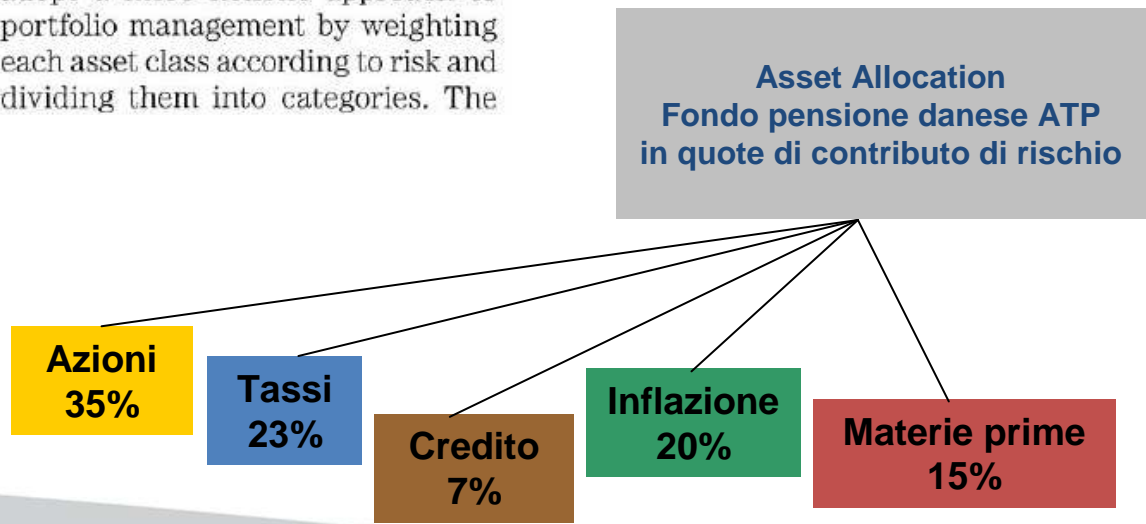 portfolio management by weighting
each asset class according to risk and
dividing them into categories. The
Asset Allocation
Fondo pensione danese ATP
in quote di contributo di rischio
Azioni
35%
Tassi
23%
Credito
7%
Inflazione
20%
Materie prime
15%